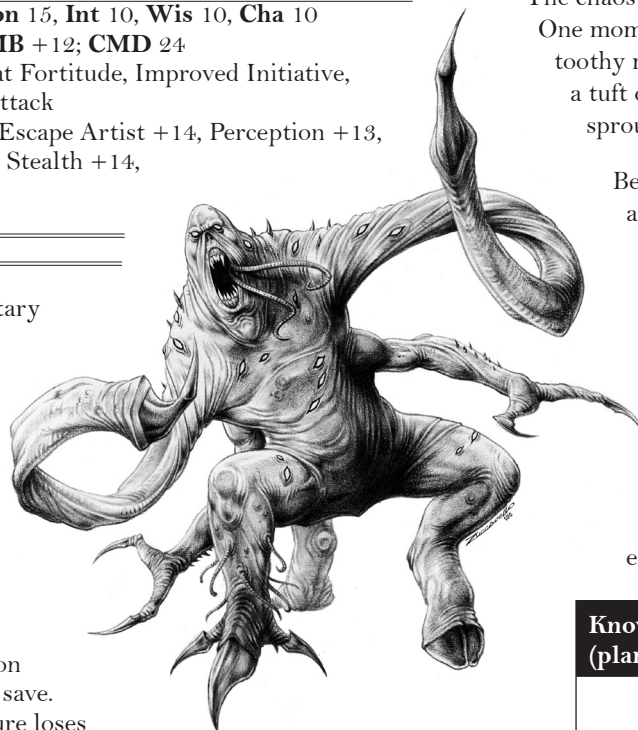 on 15, Int 10, Wis 10, Cha 10
MB +12; CMD 24
nt Fortitude, Improved Initiative,
ttack
Escape Artist +14, Perception +13,
Stealth +14,
tary
on
save.
ure loses
The chaos
One mom
toothy
a tuft
sprou
Be
a
e
Know
(plan